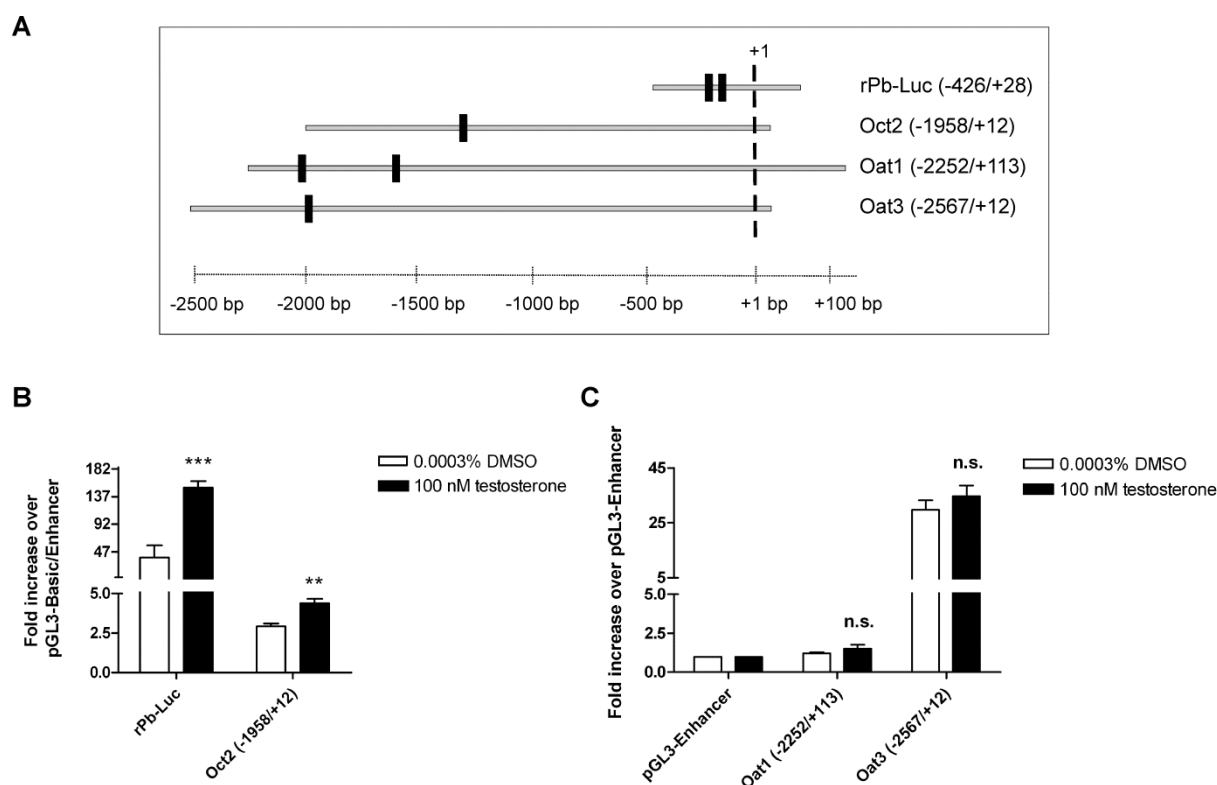 A
+1
rPb-Luc (-426/+28)
Oct2 (-1958/+12)
Oat1 (-2252/+113)
Oat3 (-2567/+12)
-2500 bp
-2000 bp
-1500 bp
-1000 bp
-500 bp
+1 bp
+100 bp
B
Fold increase over
pGL3-Basic/Enhancer
182
137
92
47
5.0
2.5
0.0
***
**
0.0003% DMSO
100 nM testosterone
rPb-Luc
Oct2 (-1958/+12)
C
Fold increase over pGL3-Enhancer
45
25
5
5.0
2.5
0.0
n.s.
n.s.
0.0003% DMSO
100 nM testosterone
pGL3-Enhancer
Oat1 (-2252/+113)
Oat3 (-2567/+12)